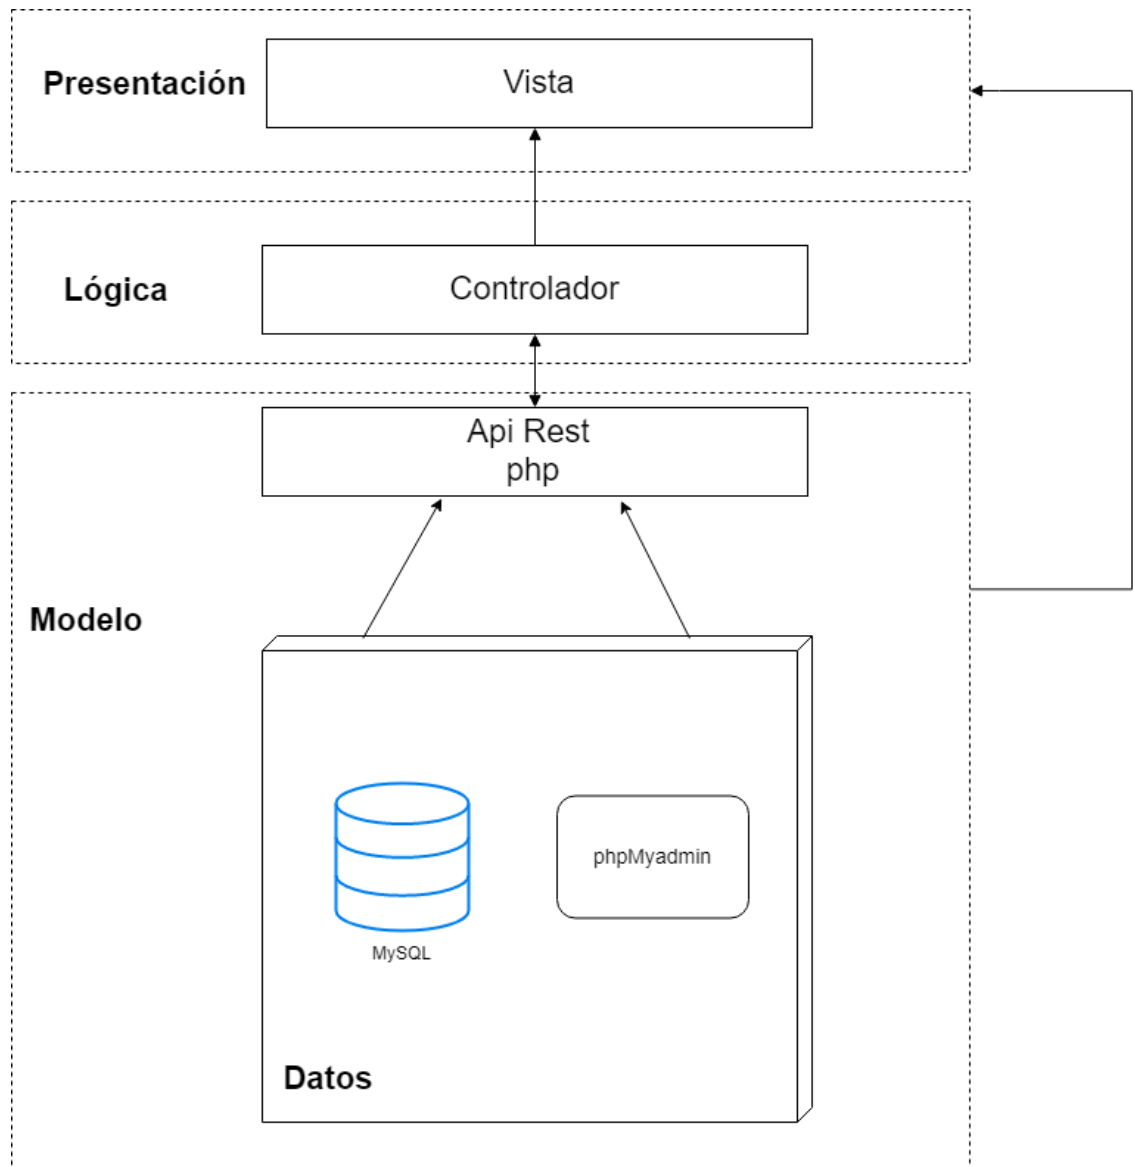 Presentación
Vista
Lógica
Controlador
Api Rest
php
Modelo
phpMyadmin
MySQL
Datos